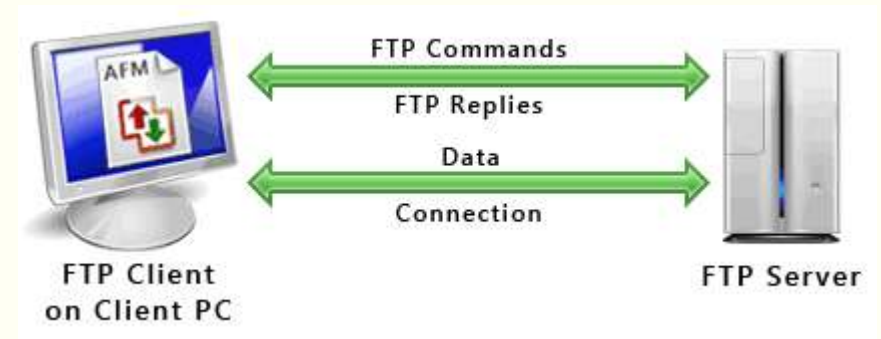 AFM
FTP Commands
FTP Replies
Data
Connection
FTP Client
on Client PC
FTP Server